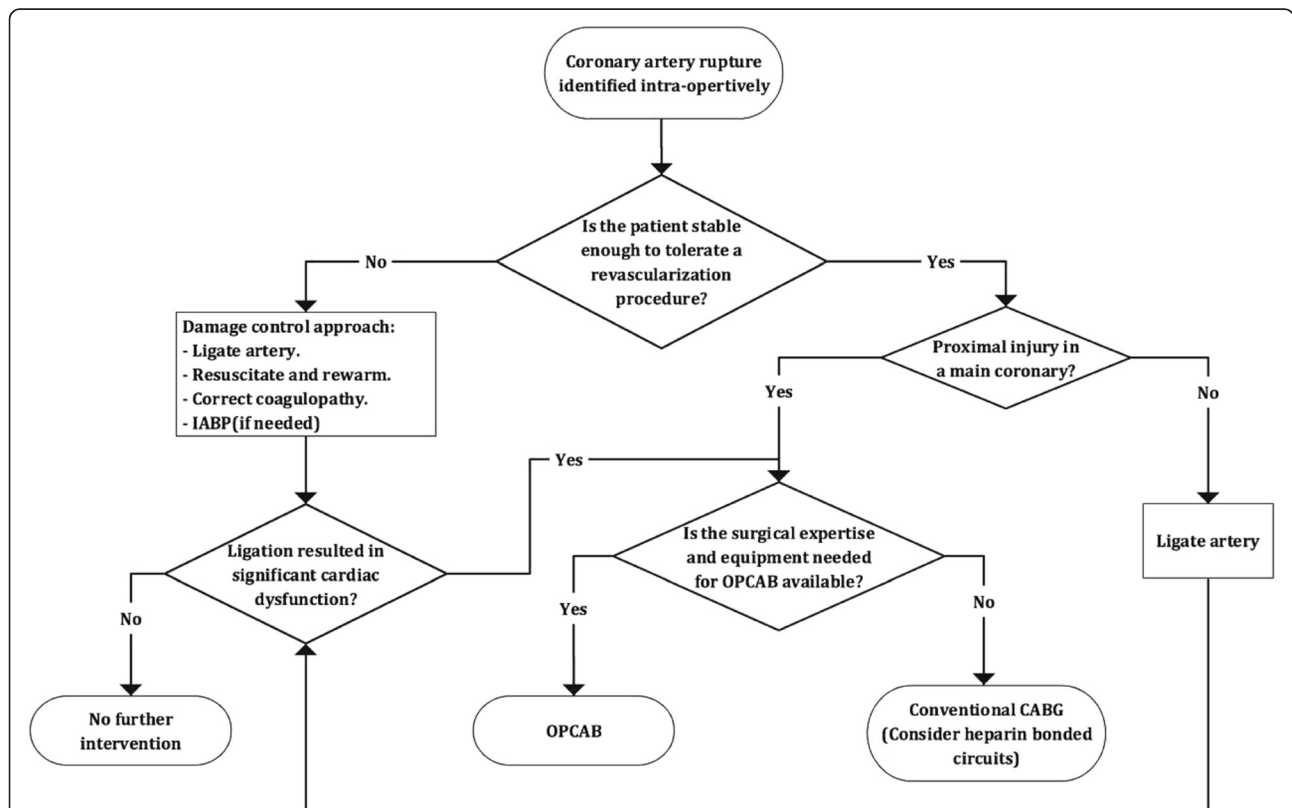 Coronary artery rupture
identified intra-opertively
Is the patient stable
enough to tolerate a
revascularization
procedure?
No
Yes
Damage control approach:
- Ligate artery.
- Resuscitate and rewarm.
- Correct coagulopathy.
- IABP(if needed)
Proximal injury in
a main coronary?
Yes
No
Yes
Ligation resulted in
significant cardiac
dysfunction?
Is the surgical expertise
and equipment needed
for OPCAB available?
Ligate artery
No
Yes
No
No further
intervention
OPCAB
Conventional CABG
(Consider heparin bonded
circuits)